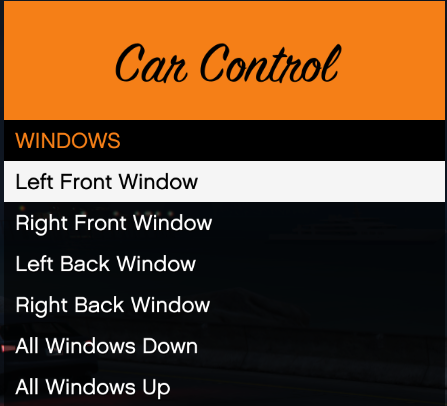 Car Control
WINDOWS
Left Front Window
Right Front Window
Left Back Window
Right Back Window
All Windows Down
All Windows Up